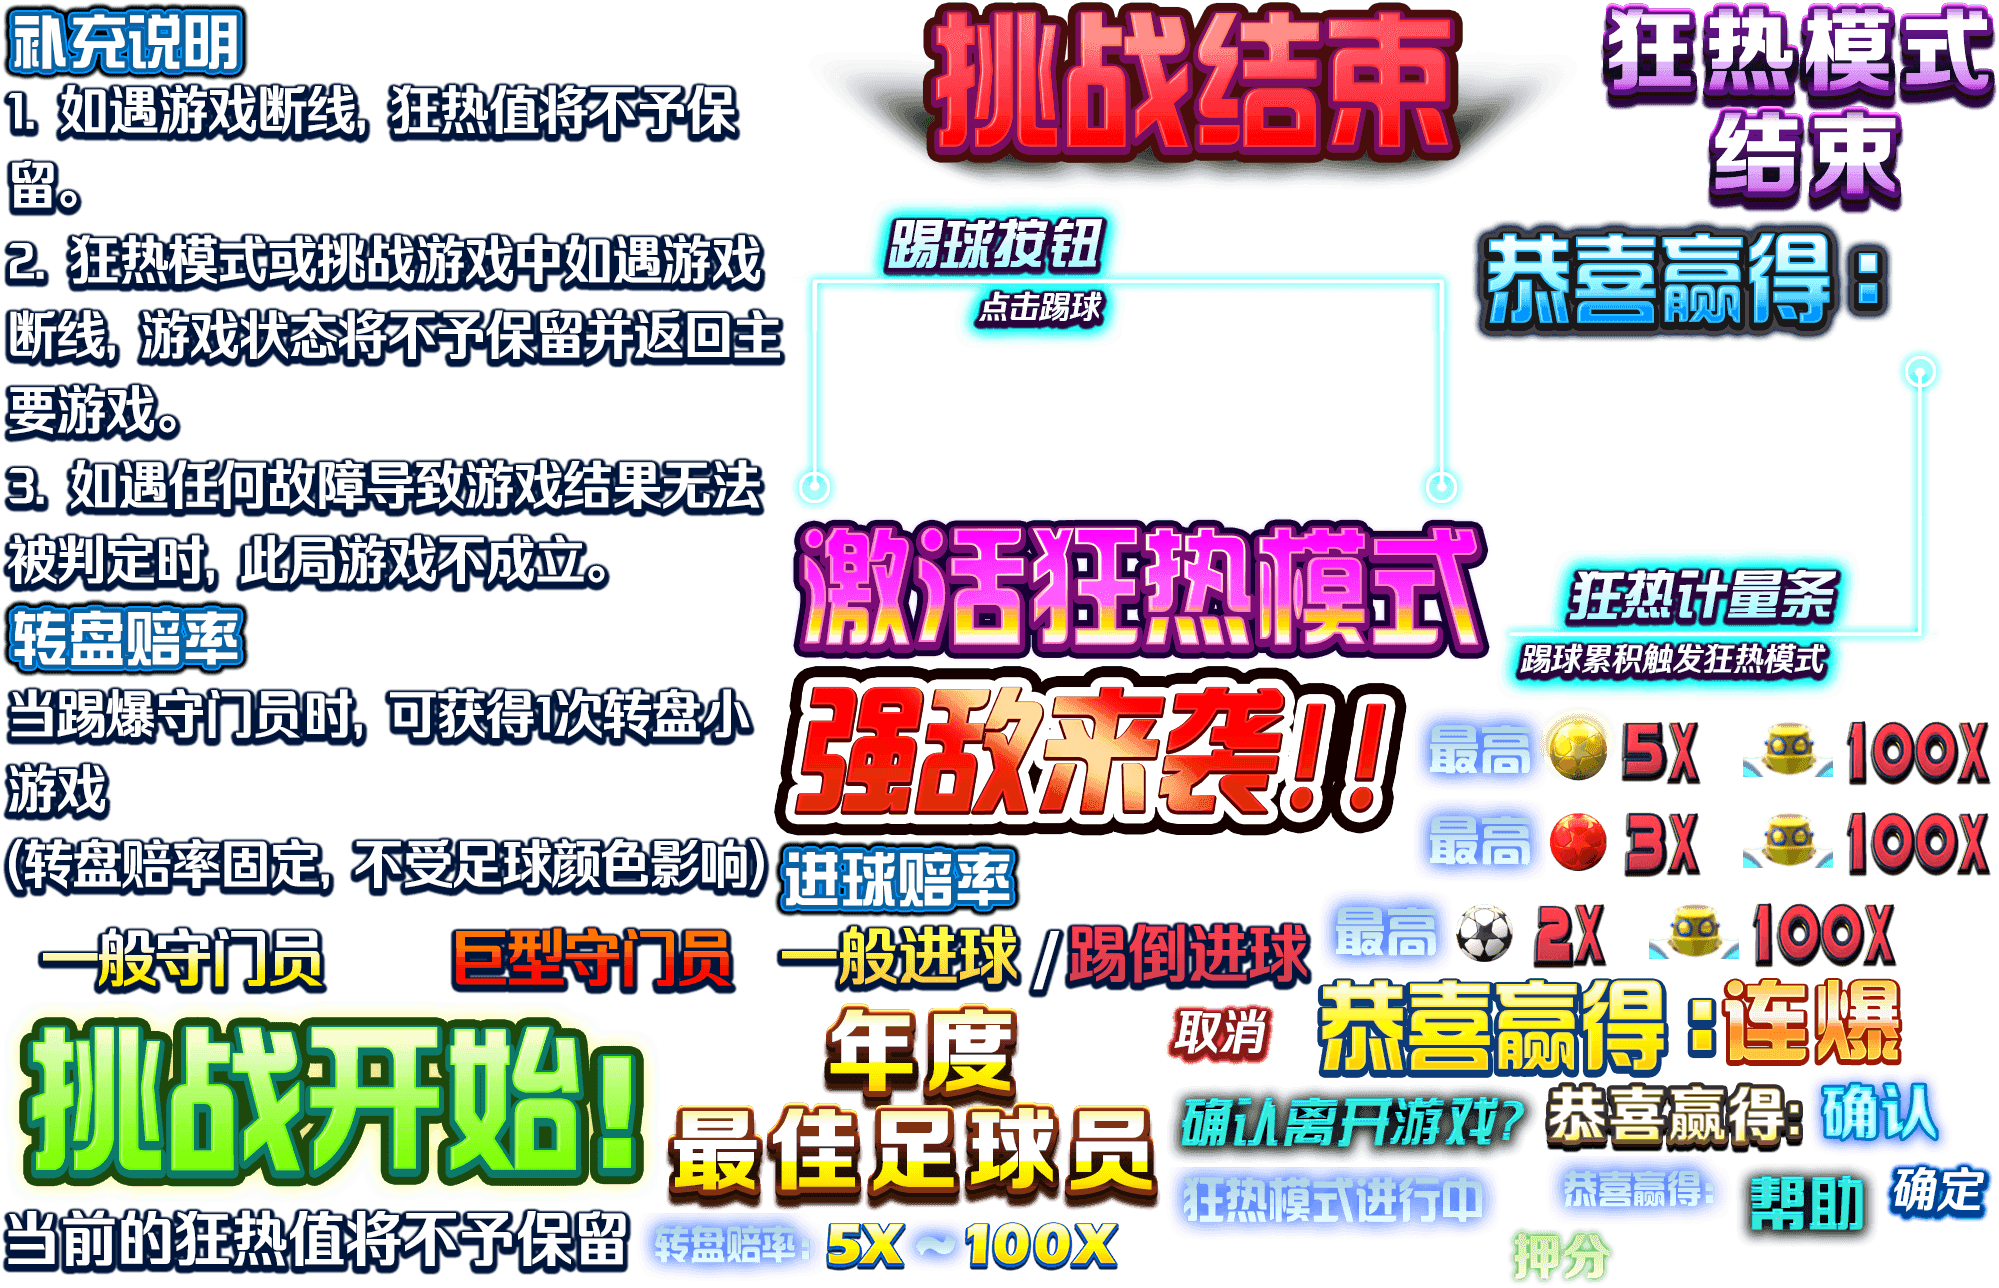 补充说明
1. 如遇游戏断线, 狂热值将不予保
留。
2. 狂热模式或挑战游戏中如遇游戏
断线, 游戏状态将不予保留并返回主
要游戏。
3. 如遇任何故障导致游戏结果无法
被判定时, 此局游戏不成立。
转盘赔率
当踢爆守门员时, 可获得1次转盘小
游戏
(转盘赔率固定, 不受足球颜色影响)
一般守门员
巨型守门员
挑战开始!
当前的狂热值将不予保留
挑战结束
狂热模式
结束
踢球按钮
点击踢球
恭喜赢得:
激活狂热模式
狂热计量条
踢球累积触发狂热模式
强敌来袭!!
最高 5X 100X
最高 3X 100X
最高 2X 100X
进球赔率
一般进球 / 踢倒进球
年度
最佳足球员
取消
恭喜赢得:
连爆
确认离开游戏?
恭喜赢得:
确认
狂热模式进行中
恭喜赢得:
帮助
确定
转盘赔率: 5X ~ 100X
押分